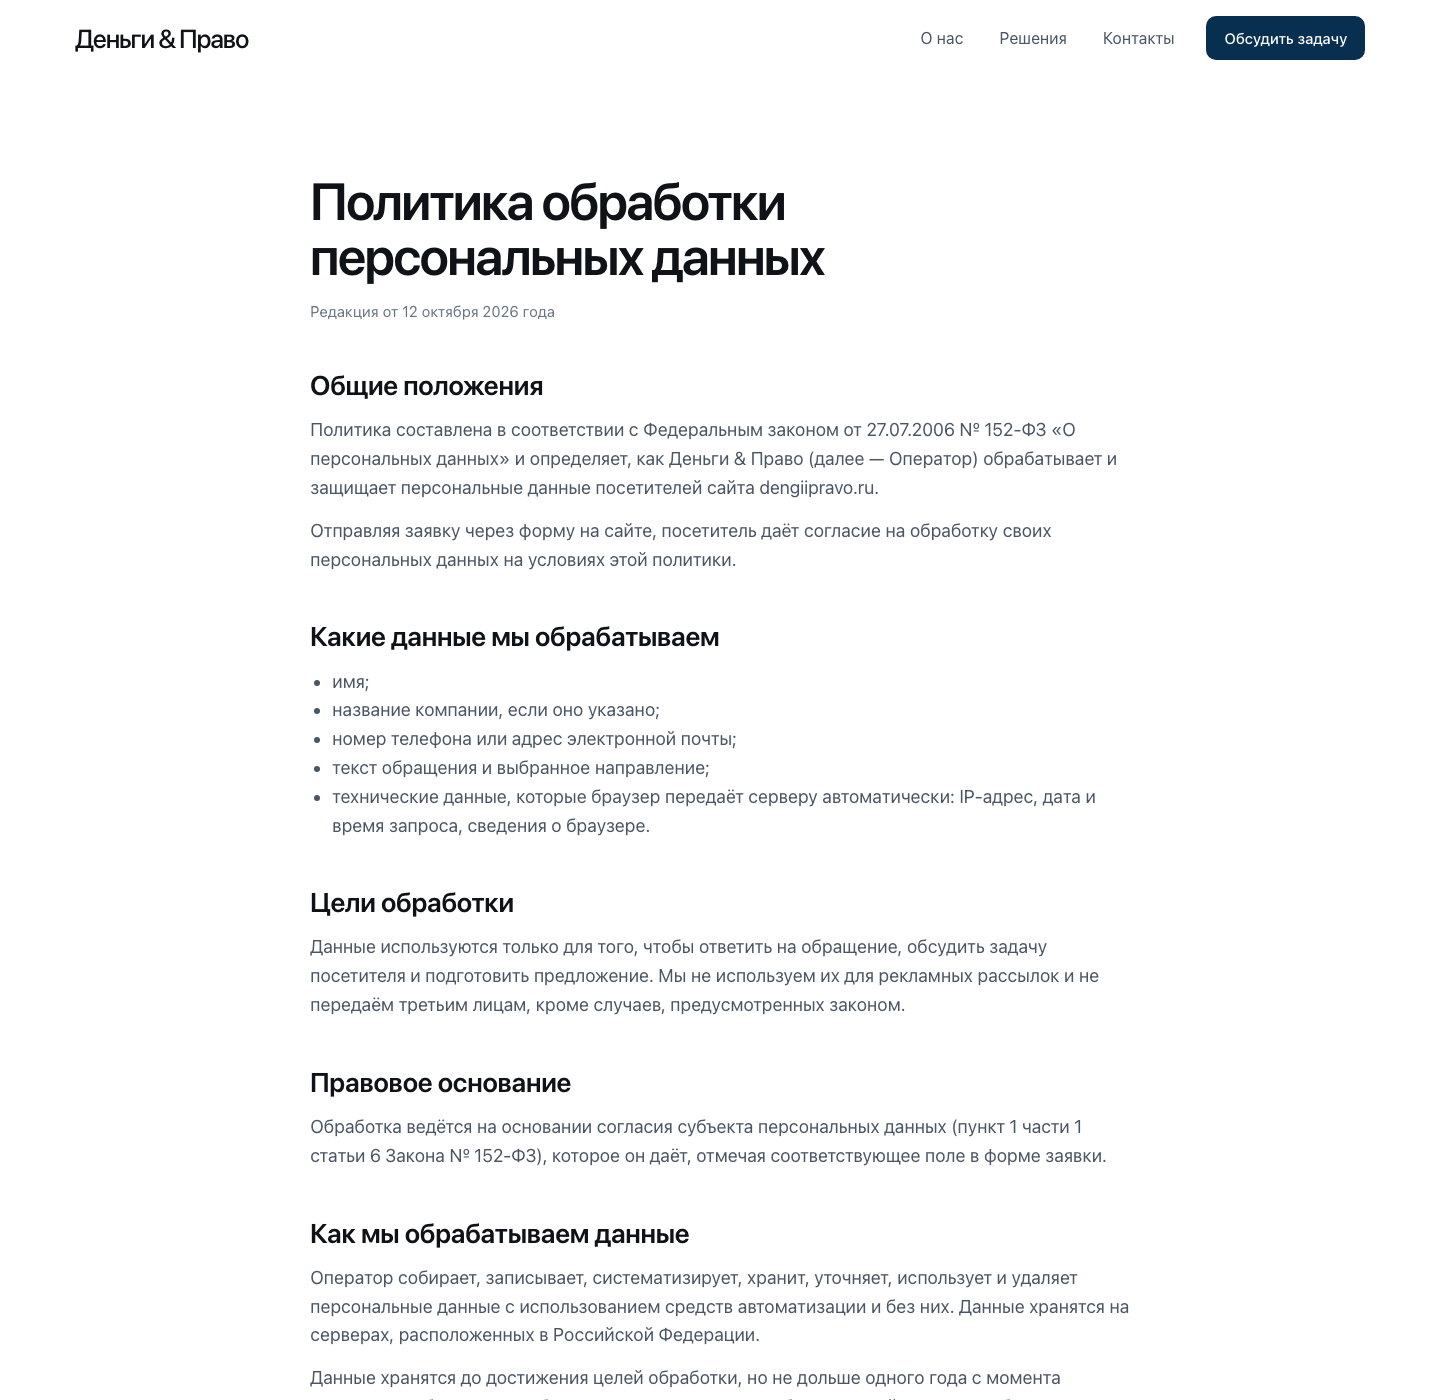 Деньги & Право
О нас
Решения
Контакты
Обсудить задачу
Политика обработки
персональных данных
Редакция от 12 октября 2026 года
Общие положения
Политика составлена в соответствии с Федеральным законом от 27.07.2006 № 152-ФЗ «О
персональных данных» и определяет, как Деньги & Право (далее — Оператор) обрабатывает и
защищает персональные данные посетителей сайта dengiipravo.ru.
Отправляя заявку через форму на сайте, посетитель даёт согласие на обработку своих
персональных данных на условиях этой политики.
Какие данные мы обрабатываем
• имя;
• название компании, если оно указано;
• номер телефона или адрес электронной почты;
• текст обращения и выбранное направление;
• технические данные, которые браузер передаёт серверу автоматически: IP-адрес, дата и
время запроса, сведения о браузере.
Цели обработки
Данные используются только для того, чтобы ответить на обращение, обсудить задачу
посетителя и подготовить предложение. Мы не используем их для рекламных рассылок и не
передаём третьим лицам, кроме случаев, предусмотренных законом.
Правовое основание
Обработка ведётся на основании согласия субъекта персональных данных (пункт 1 части 1
статьи 6 Закона № 152-ФЗ), которое он даёт, отмечая соответствующее поле в форме заявки.
Как мы обрабатываем данные
Оператор собирает, записывает, систематизирует, хранит, уточняет, использует и удаляет
персональные данные с использованием средств автоматизации и без них. Данные хранятся на
серверах, расположенных в Российской Федерации.
Данные хранятся до достижения целей обработки, но не дольше одного года с момента